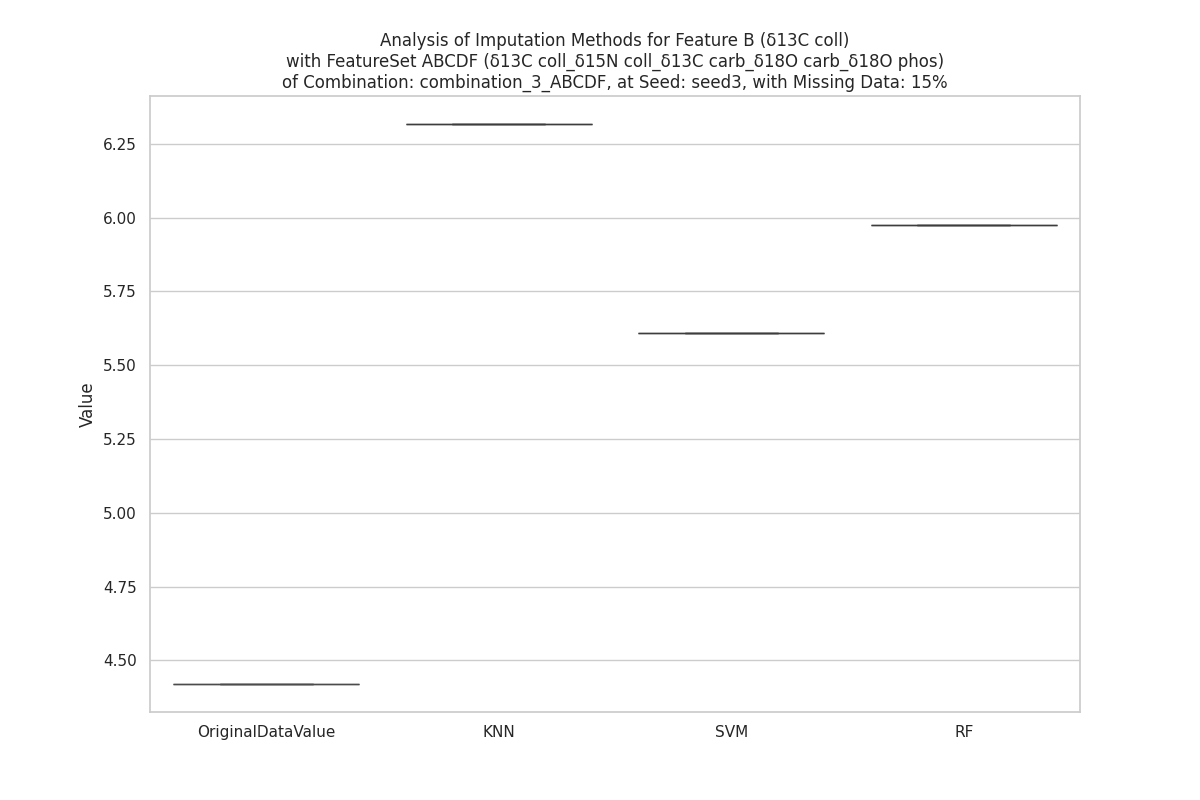 Analysis of Imputation Methods for Feature B (δ13C coll)
with FeatureSet ABCDF (δ13C coll_δ15N coll_δ13C carb_δ18O carb_δ18O phos)
of Combination: combination_3_ABCDF, at Seed: seed3, with Missing Data: 15%
6.25
6.00
5.75
5.50
5.25
5.00
4.75
4.50
Value
OriginalDataValue
KNN
SVM
RF